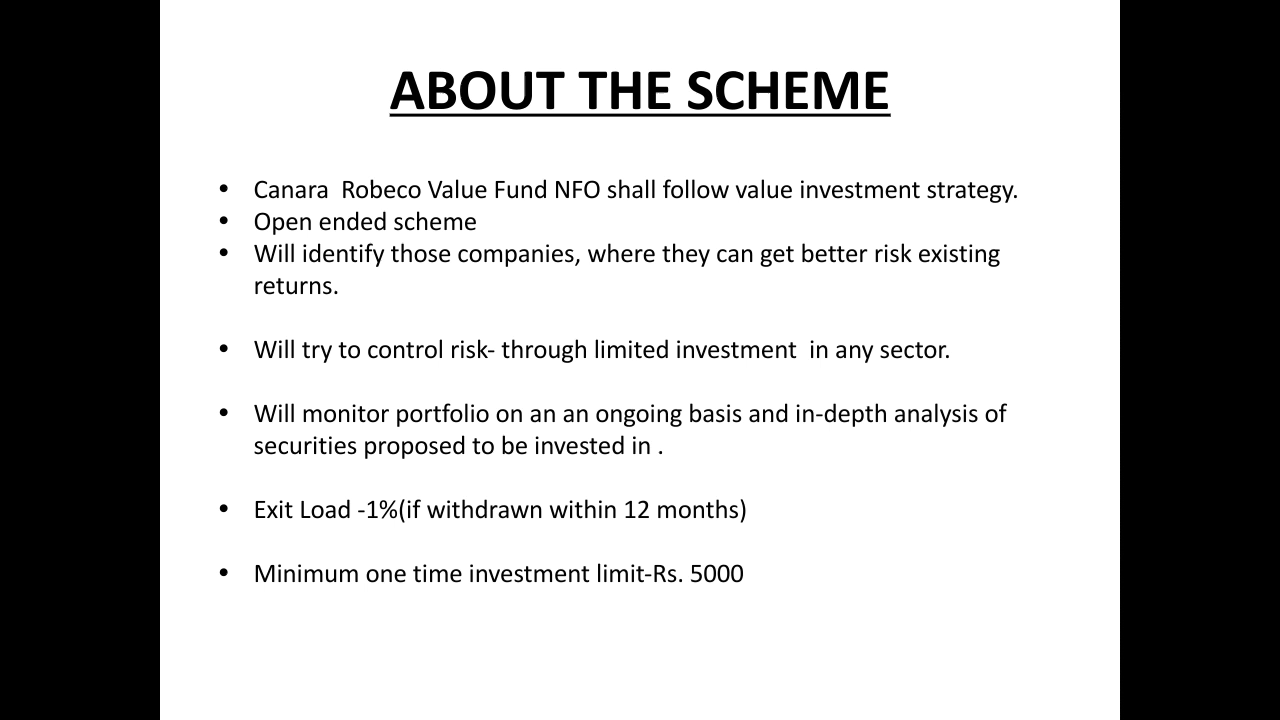 ABOUT THE SCHEME
• Canara  Robeco Value Fund NFO shall follow value investment strategy.
• Open ended scheme
• Will identify those companies, where they can get better risk existing
returns.
• Will try to control risk- through limited investment  in any sector.
• Will monitor portfolio on an an ongoing basis and in-depth analysis of
securities proposed to be invested in .
• Exit Load -1%(if withdrawn within 12 months)
• Minimum one time investment limit-Rs. 5000